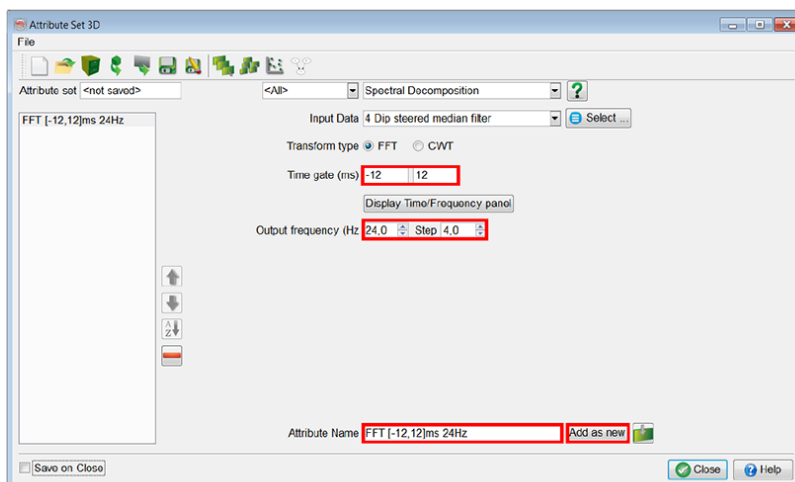 Attribute Set 3D
File
Attribute set <not saved> <All> Spectral Decomposition ?
FFT [-12,12]ms 24Hz
Input Data 4 Dip steered median filter Select ...
Transform type FFT CWT
Time gate (ms) -12 12
Display Time/Frequency panel
Output frequency (Hz 24,0 Step 4,0
A
Z
Attribute Name FFT [-12,12]ms 24Hz Add as new
Save on Close Close ? Help